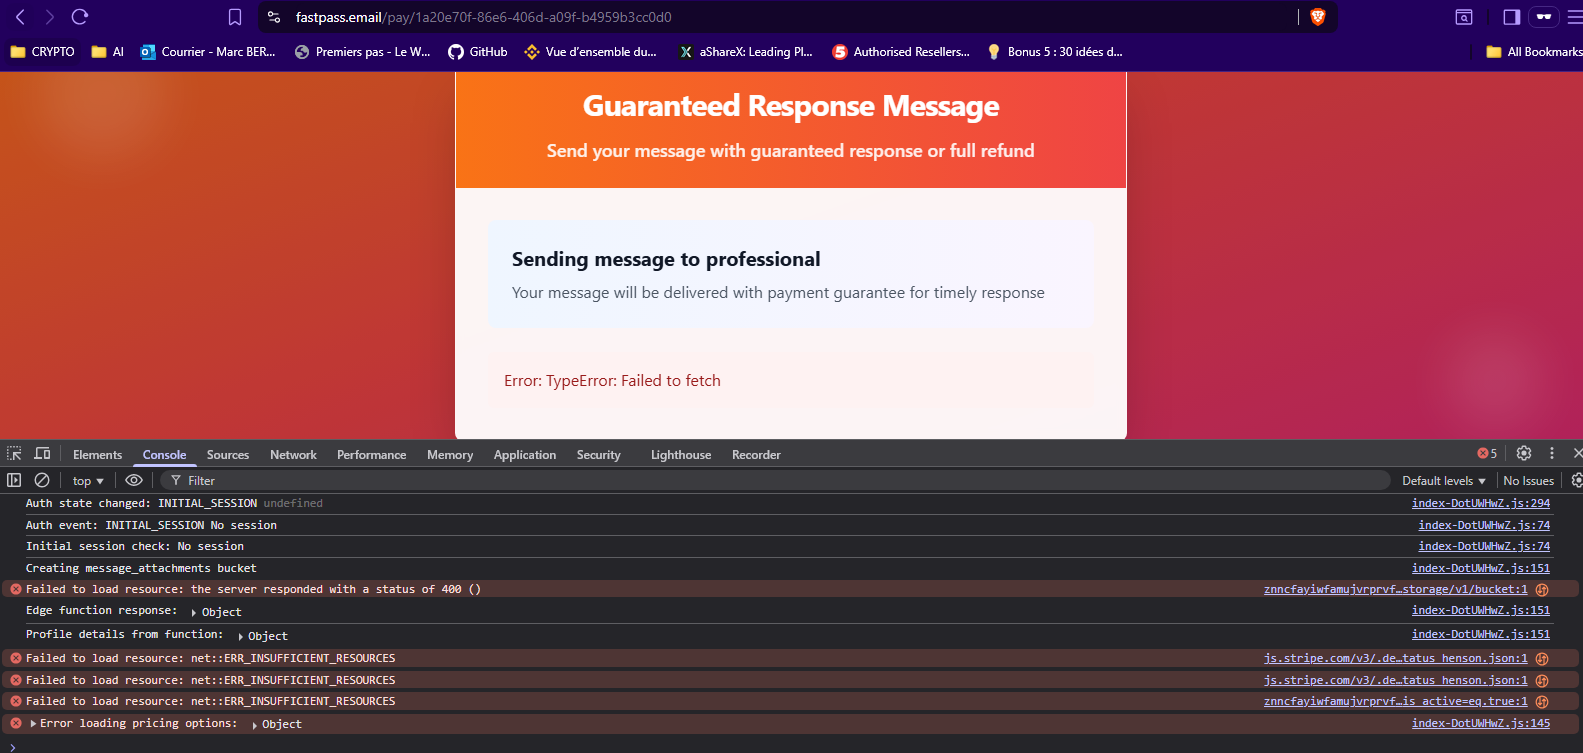 fastpass.email/pay/1a20e70f-86e6-406d-a09f-b4959b3cc0d0
CRYPTO AI Courrier - Marc BER... Premiers pas - Le W... GitHub Vue d'ensemble du... aShareX: Leading Pl... Authorised Resellers... Bonus 5 : 30 idées d... All Bookmarks
Guaranteed Response Message
Send your message with guaranteed response or full refund
Sending message to professional
Your message will be delivered with payment guarantee for timely response
Error: TypeError: Failed to fetch
Elements Console Sources Network Performance Memory Application Security Lighthouse Recorder 5
top Filter Default levels No Issues
Auth state changed: INITIAL_SESSION undefined index-DotUWHwZ.js:294
Auth event: INITIAL_SESSION No session index-DotUWHwZ.js:74
Initial session check: No session index-DotUWHwZ.js:74
Creating message_attachments bucket index-DotUWHwZ.js:151
Failed to load resource: the server responded with a status of 400 () znncfayiwfamujvrprvf…storage/v1/bucket:1
Edge function response: Object index-DotUWHwZ.js:151
Profile details from function: Object index-DotUWHwZ.js:151
Failed to load resource: net::ERR_INSUFFICIENT_RESOURCES js.stripe.com/v3/.de…tatus_henson.json:1
Failed to load resource: net::ERR_INSUFFICIENT_RESOURCES js.stripe.com/v3/.de…tatus_henson.json:1
Failed to load resource: net::ERR_INSUFFICIENT_RESOURCES znncfayiwfamujvrprvf…is_active=eq.true:1
Error loading pricing options: Object index-DotUWHwZ.js:145